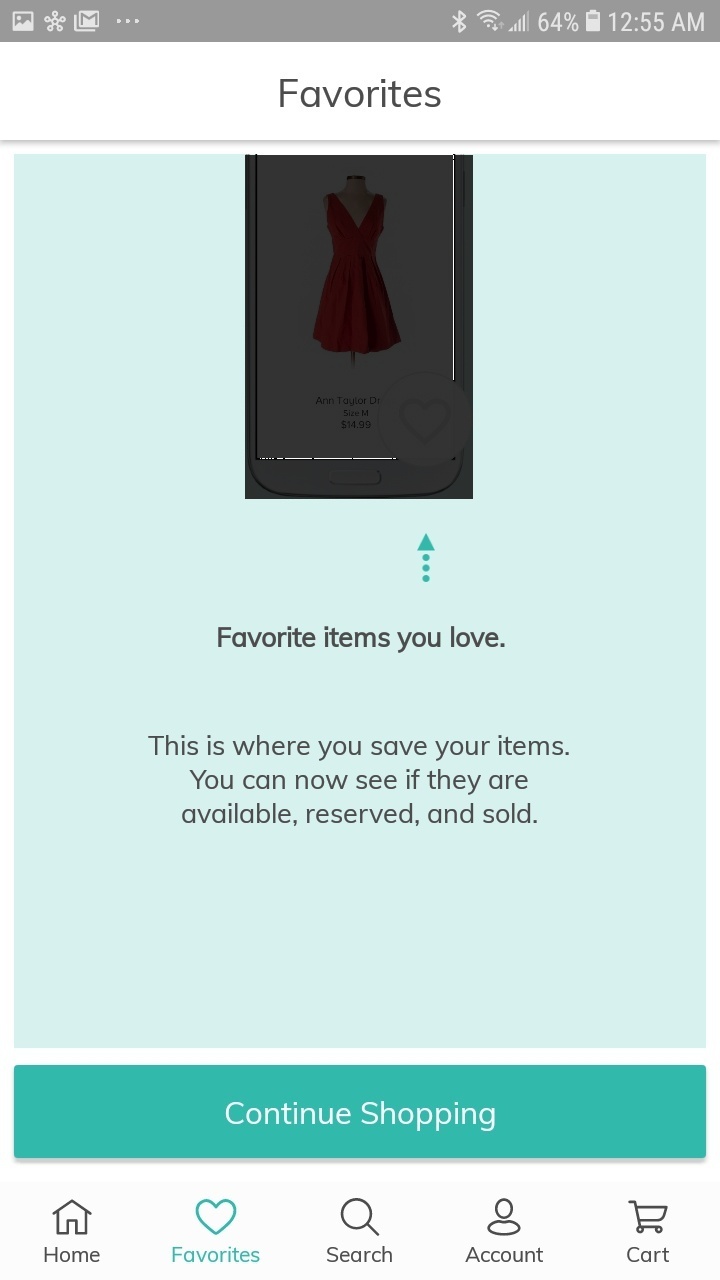 64% 12:55 AM
Favorites
Ann Taylor Dr
Size M
$14.99
Favorite items you love.
This is where you save your items.
You can now see if they are
available, reserved, and sold.
Continue Shopping
Home Favorites Search Account Cart